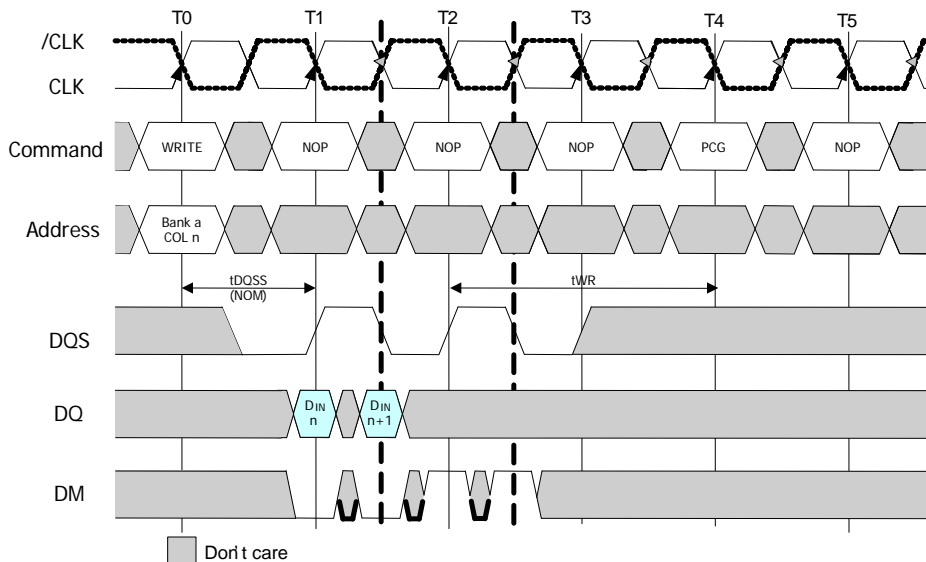 T0 T1 T2 T3 T4 T5
/CLK
CLK
Command WRITE NOP NOP NOP PCG NOP
Address Bank a
COL n
tDQSS
(NOM)
tWR
DQS
DQ DIN
n
DIN
n+1
DM
Don't care